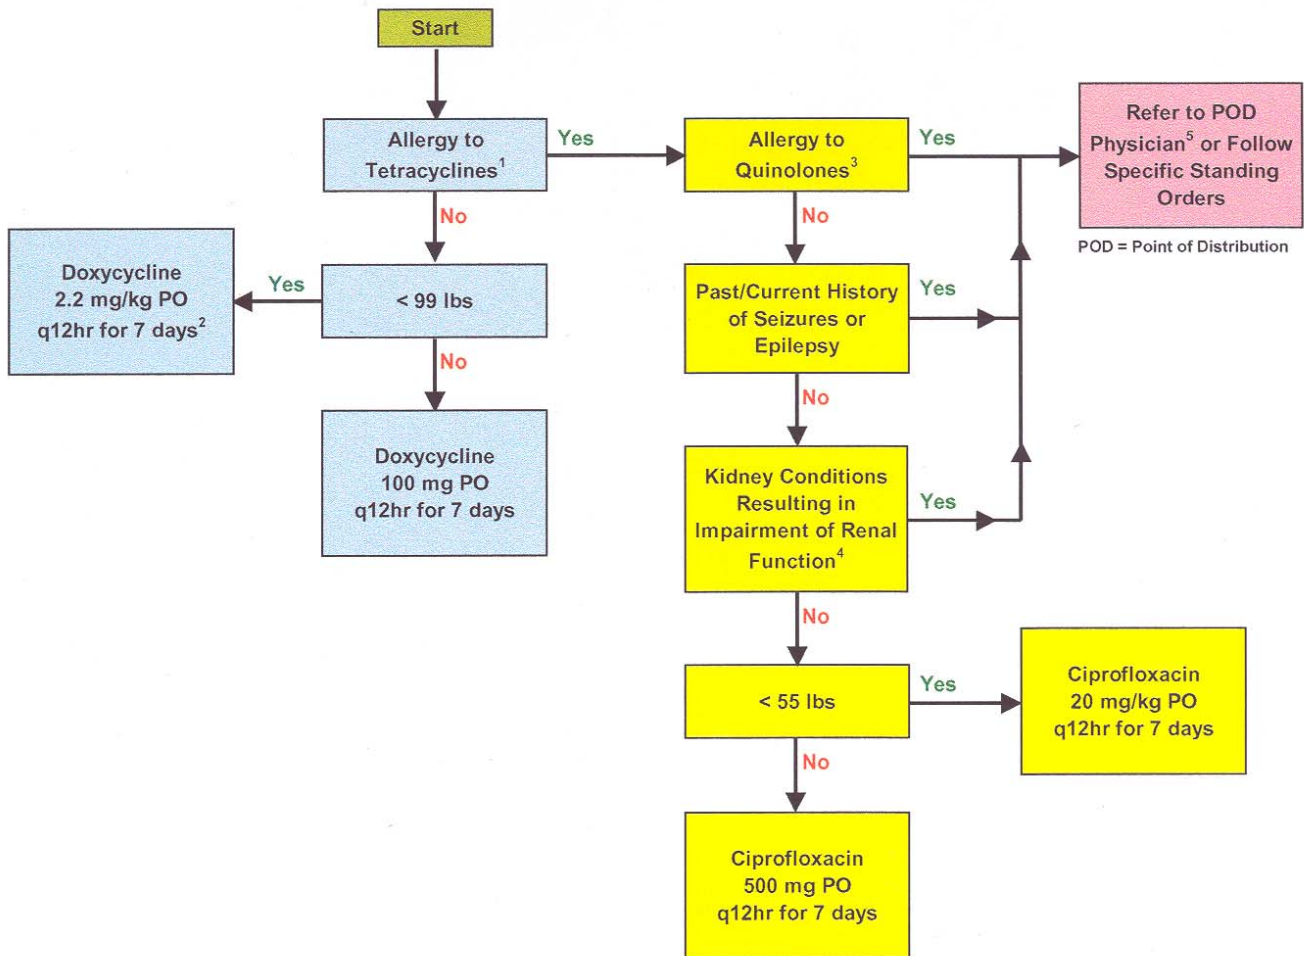 Start
Allergy to
Tetracyclines¹
Yes
Allergy to
Quinolones³
Yes
Refer to POD
Physician⁵ or Follow
Specific Standing
Orders
POD = Point of Distribution
No
No
Doxycycline
2.2 mg/kg PO
q12hr for 7 days²
Yes
< 99 lbs
Past/Current History
of Seizures or
Epilepsy
Yes
No
No
Doxycycline
100 mg PO
q12hr for 7 days
Kidney Conditions
Resulting in
Impairment of Renal
Function⁴
Yes
No
< 55 lbs
Yes
Ciprofloxacin
20 mg/kg PO
q12hr for 7 days
No
Ciprofloxacin
500 mg PO
q12hr for 7 days